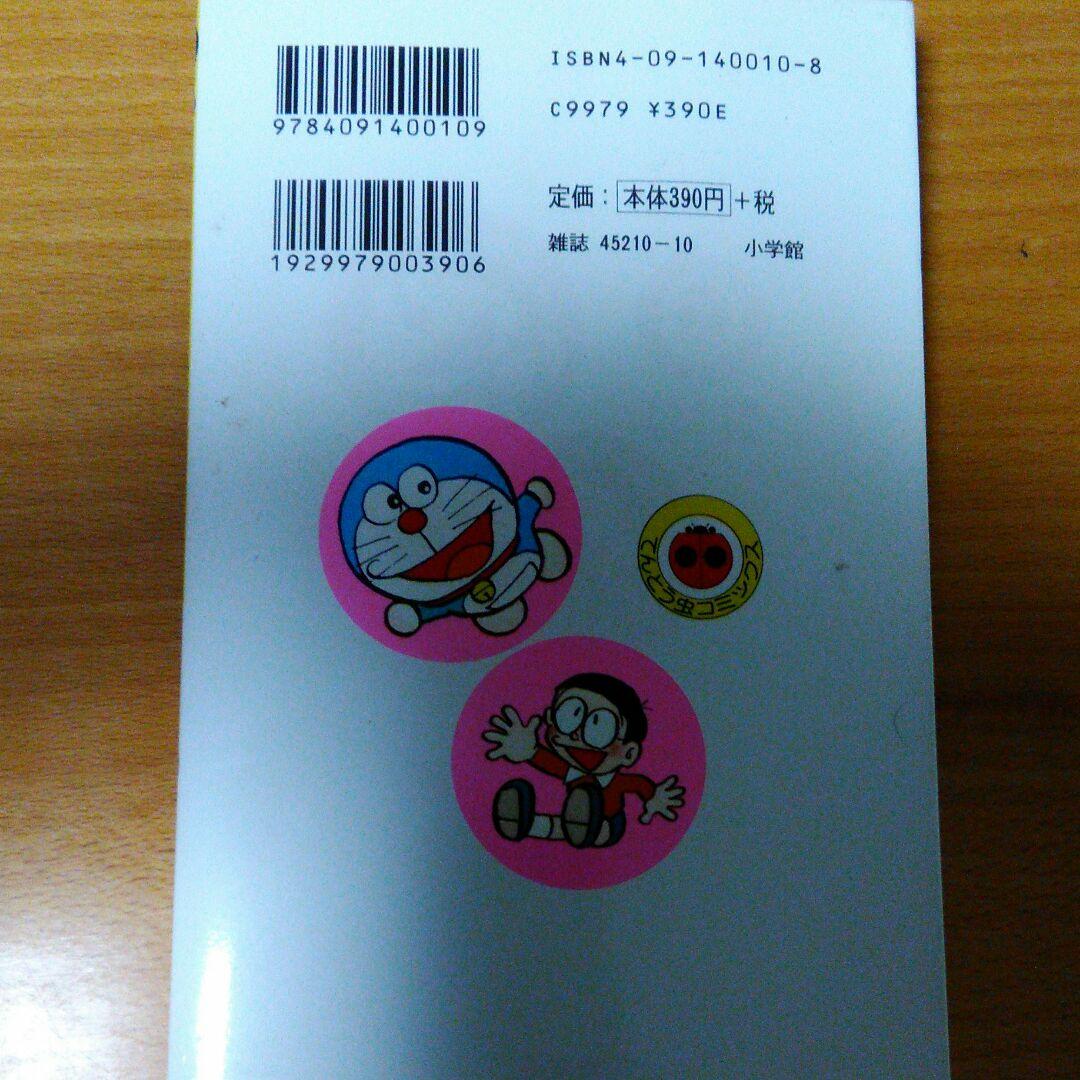 9784091400109
ISBN4-09-140010-8
C9979 ¥390E
1929979003906
定価：本体390円+税
雑誌 45210-10 小学館
てんとう虫コミックス